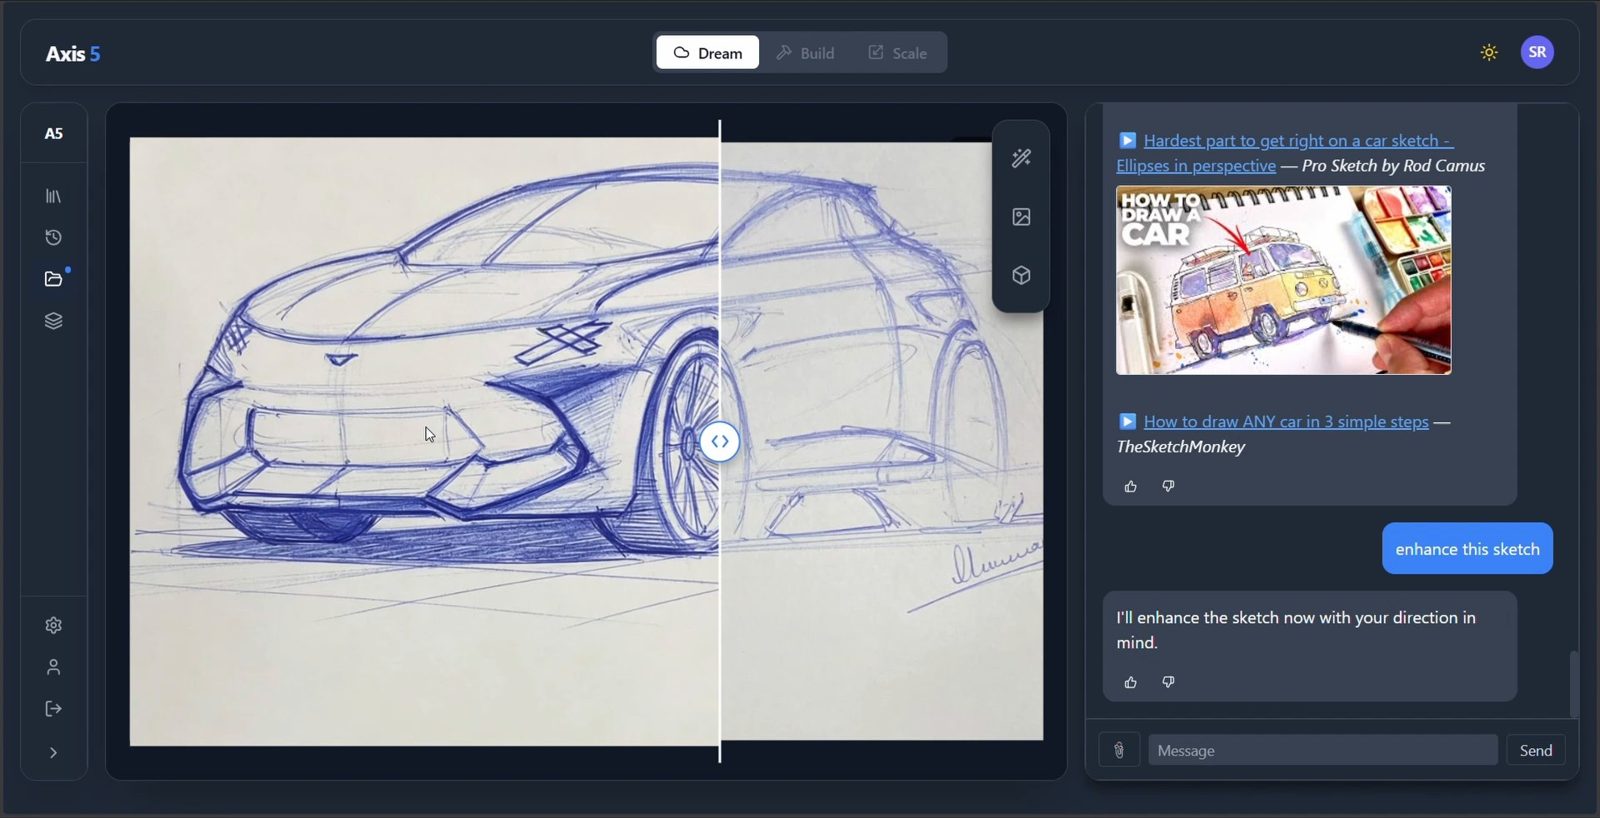 Axis 5
Dream
Build
Scale
SR
A5
Hardest part to get right on a car sketch -
Ellipses in perspective — Pro Sketch by Rod Camus
HOW TO
DRAW A
CAR
How to draw ANY car in 3 simple steps —
TheSketchMonkey
enhance this sketch
I'll enhance the sketch now with your direction in
mind.
Message
Send